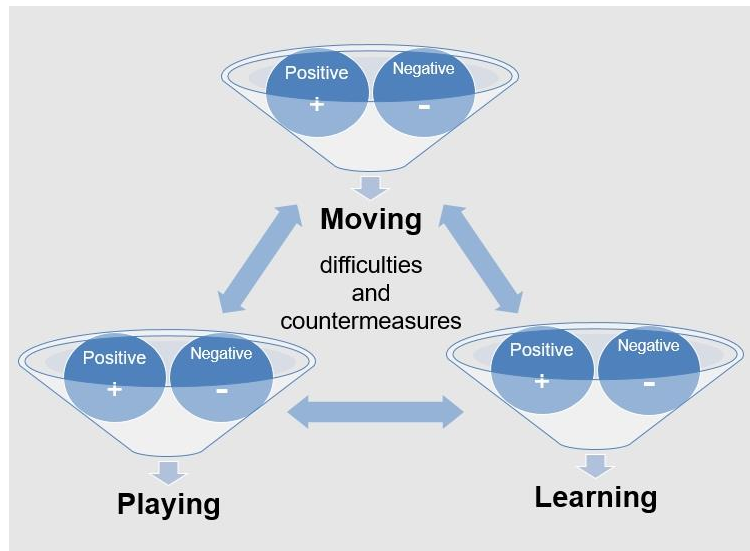 Positive
+
Negative
-
Moving
difficulties
and
countermeasures
Positive
+
Negative
-
Playing
Positive
+
Negative
-
Learning